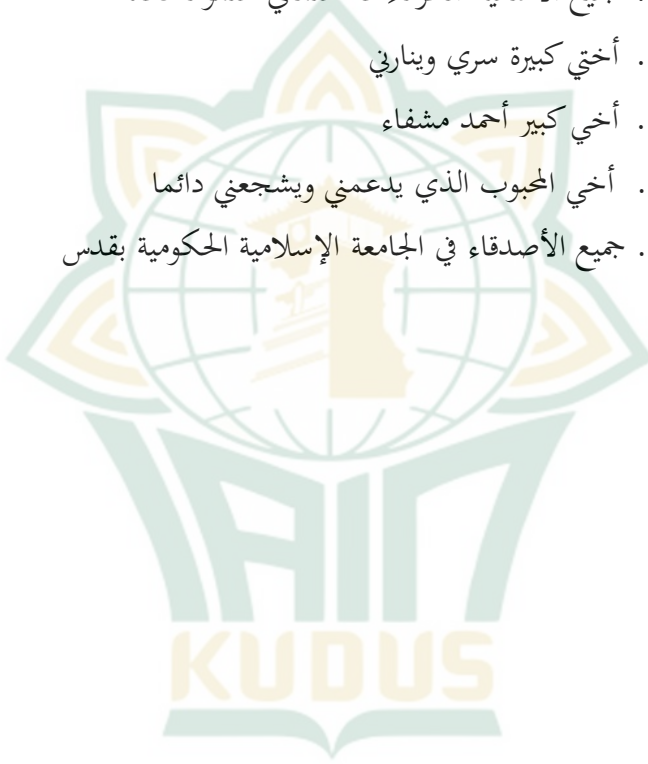 . أختي كبيرة سري وينارني
. أخي كبير أحمد مشفاء
. أخي المحبوب الذي يدعمني ويشجعني دائما
. جميع الأصدقاء في الجامعة الإسلامية الحكومية بقدس
IAIN
KUDUS